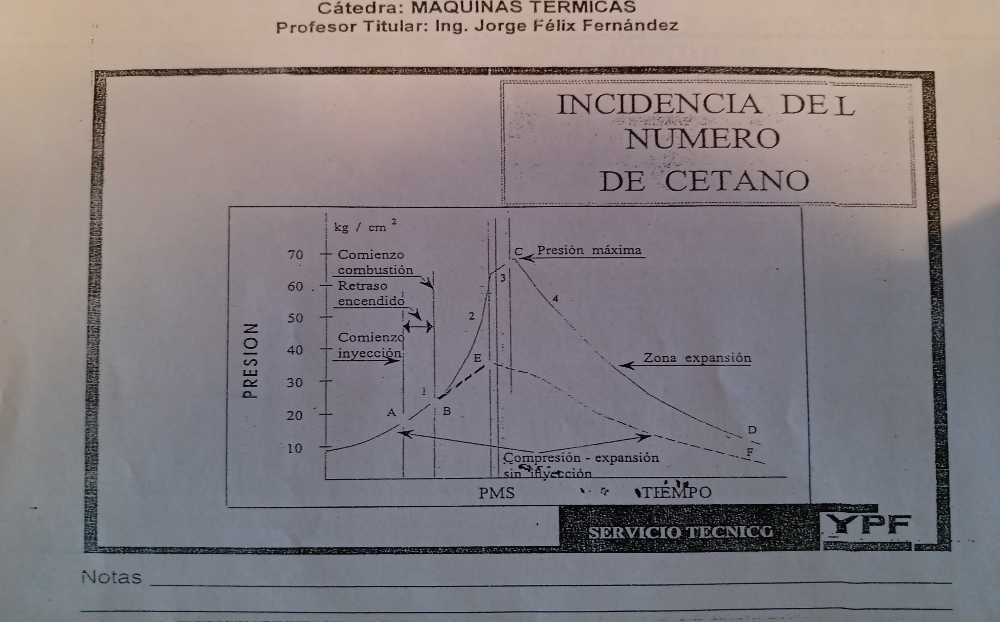 Cátedra: MAQUINAS TERMICAS
Profesor Titular: Ing. Jorge Félix Fernández
INCIDENCIA DEL
NUMERO
DE CETANO
kg / cm 2
70
Comienzo
combustión
60
Retraso
encendido
50
Comienzo
inyección
40
30
20
10
PRESION
C
Presión máxima
3
4
2
E
Zona expansión
1
A
B
D
F
Compresión - expansión
sin inyección
PMS
TIEMPO
SERVICIO TECNICO
YPF
Notas